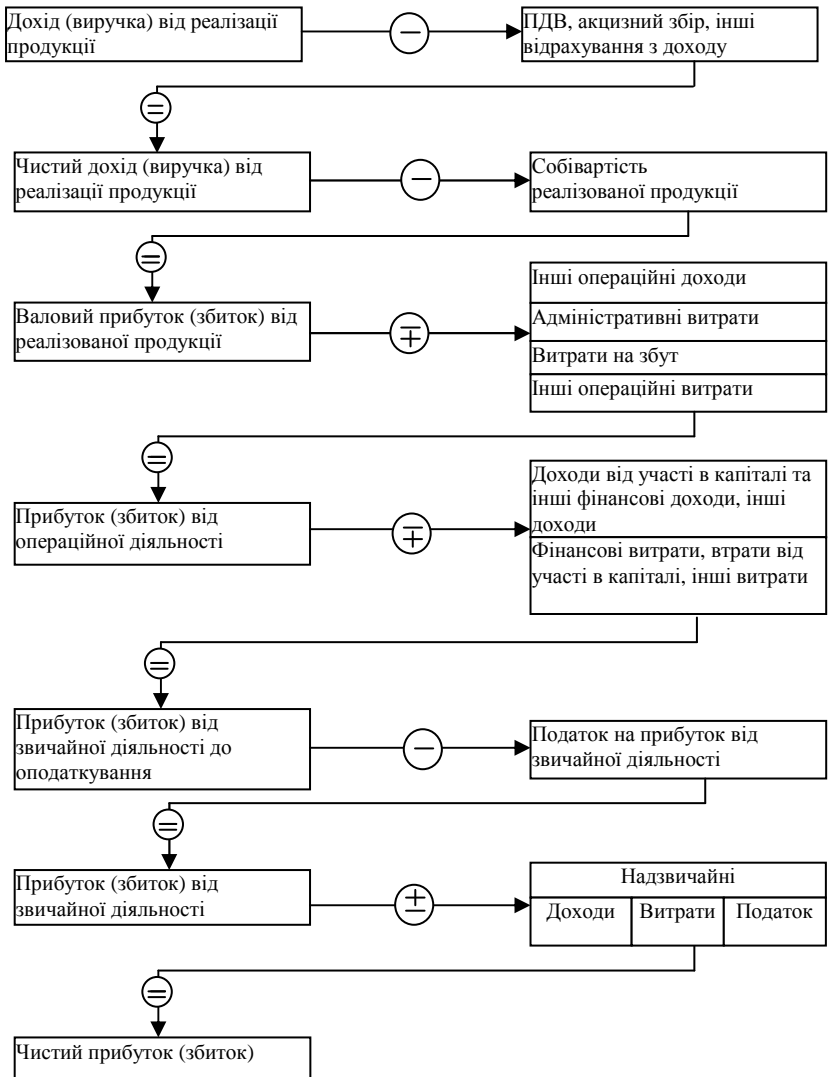 Дохід (виручка) від реалізації
продукції
−
ПДВ, акцизний збір, інші
відрахування з доходу
=
Чистий дохід (виручка) від
реалізації продукції
−
Собівартість
реалізованої продукції
=
Валовий прибуток (збиток) від
реалізованої продукції
∓
Інші операційні доходи
Адміністративні витрати
Витрати на збут
Інші операційні витрати
=
Прибуток (збиток) від
операційної діяльності
∓
Доходи від участі в капіталі та
інші фінансові доходи, інші
доходи
Фінансові витрати, втрати від
участі в капіталі, інші витрати
=
Прибуток (збиток) від
звичайної діяльності до
оподаткування
−
Податок на прибуток від
звичайної діяльності
=
Прибуток (збиток) від
звичайної діяльності
±
Надзвичайні
Доходи Витрати Податок
=
Чистий прибуток (збиток)